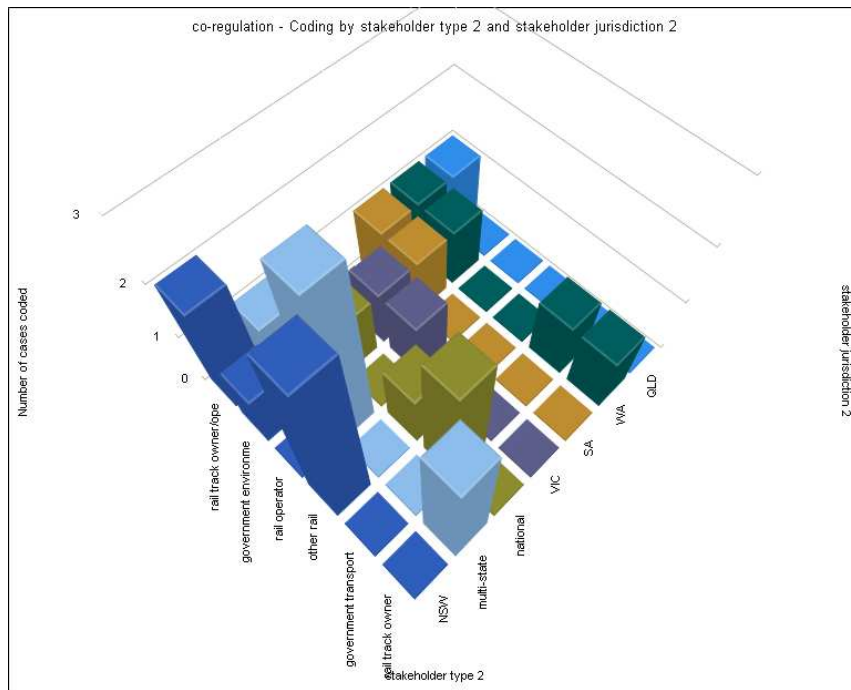 co-regulation - Coding by stakeholder type 2 and stakeholder jurisdiction 2
3
2
1
0
Number of cases coded
stakeholder jurisdiction 2
rail track owner/ope
government environme
rail operator
other rail
government transport
rail track owner
NSW
multi-state
national
VIC
SA
WA
QLD
stakeholder type 2